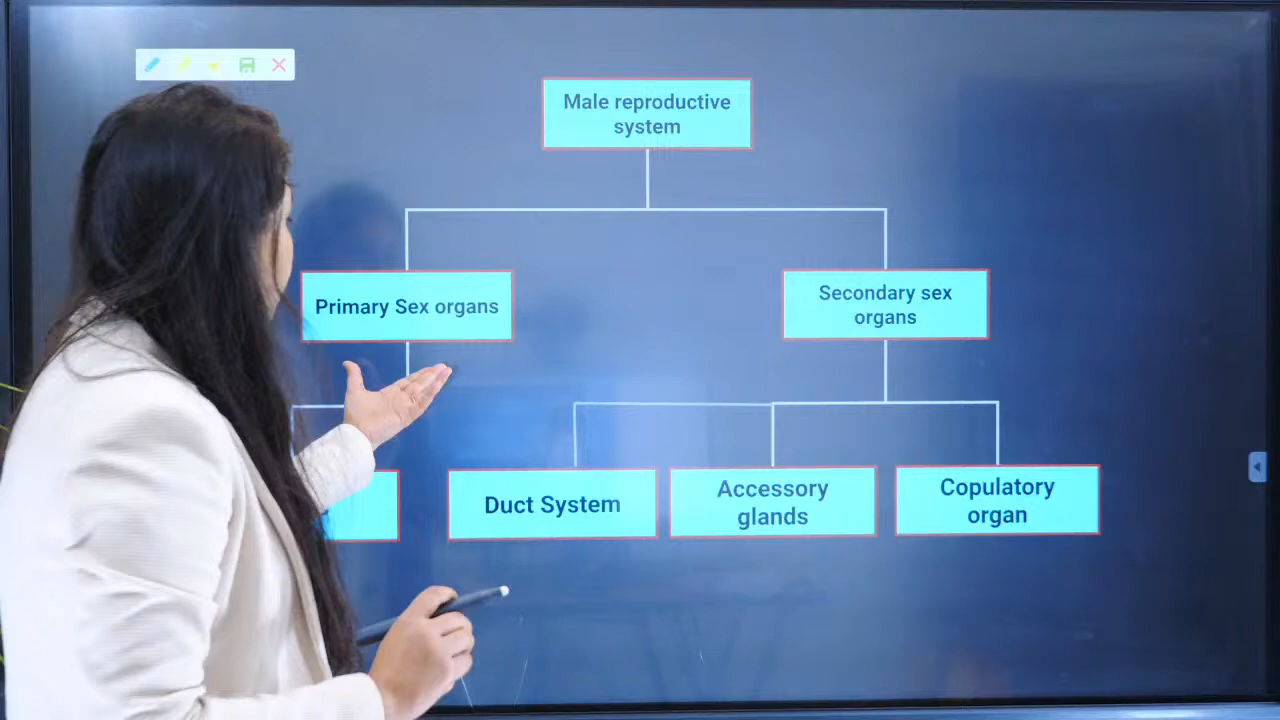 Male reproductive
system
Primary Sex organs
Secondary sex
organs
Duct System
Accessory
glands
Copulatory
organ